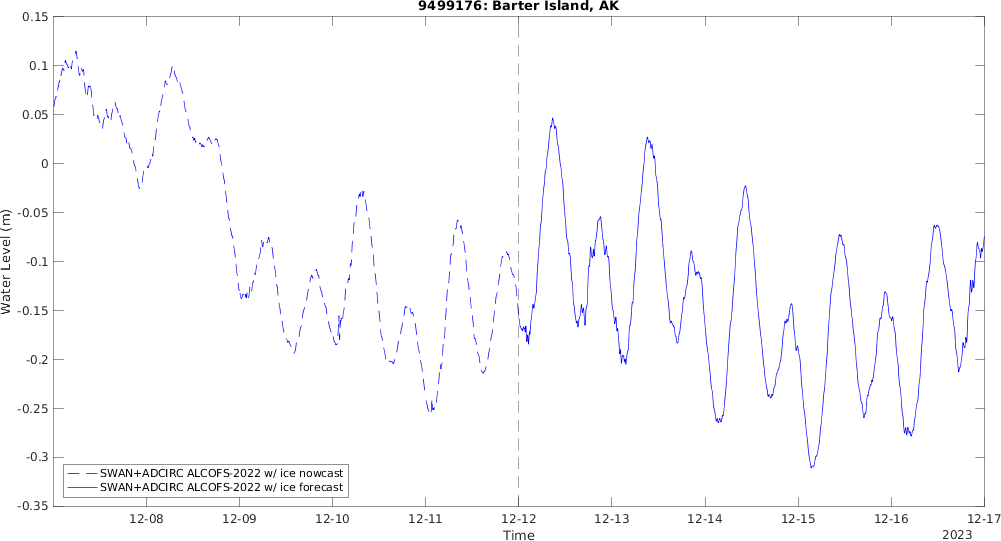 9499176: Barter Island, AK
0.15
0.1
0.05
0
-0.05
-0.1
-0.15
-0.2
-0.25
-0.3
-0.35
Water Level (m)
SWAN+ADCIRC ALCOFS-2022 w/ ice nowcast
SWAN+ADCIRC ALCOFS-2022 w/ ice forecast
12-08 12-09 12-10 12-11 12-12 12-13 12-14 12-15 12-16 12-17
Time
2023